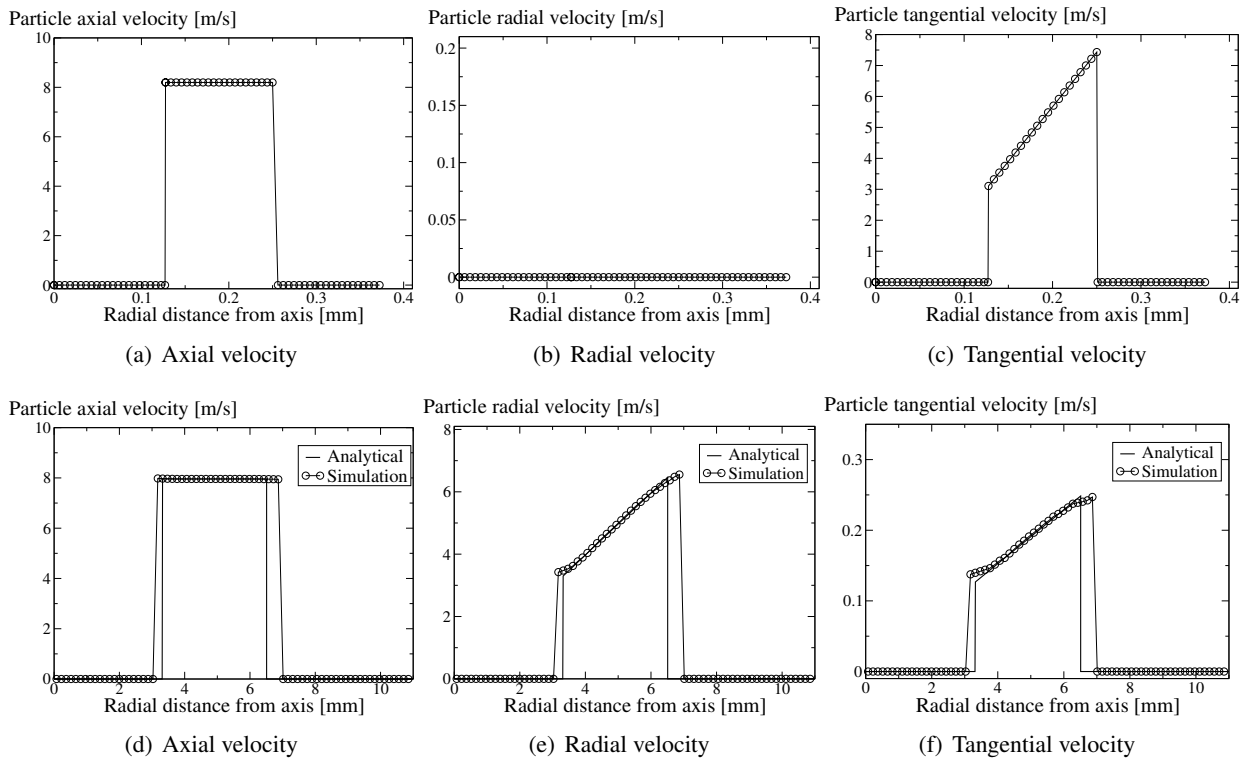 Particle axial velocity [m/s]
10
8
6
4
2
0
0
0.1
0.2
0.3
0.4
Radial distance from axis [mm]
(a) Axial velocity
Particle radial velocity [m/s]
0.2
0.15
0.1
0.05
0
0
0.1
0.2
0.3
0.4
Radial distance from axis [mm]
(b) Radial velocity
Particle tangential velocity [m/s]
8
7
6
5
4
3
2
1
0
0
0.1
0.2
0.3
0.4
Radial distance from axis [mm]
(c) Tangential velocity
Particle axial velocity [m/s]
10
8
6
4
2
0
0
2
4
6
8
10
Analytical
Simulation
Radial distance from axis [mm]
(d) Axial velocity
Particle radial velocity [m/s]
8
6
4
2
0
0
2
4
6
8
10
Analytical
Simulation
Radial distance from axis [mm]
(e) Radial velocity
Particle tangential velocity [m/s]
0.3
0.2
0.1
0
0
2
4
6
8
10
Analytical
Simulation
Radial distance from axis [mm]
(f) Tangential velocity